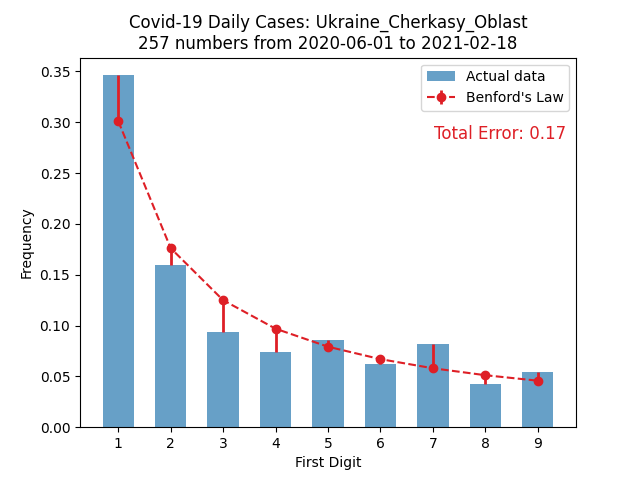 Covid-19 Daily Cases: Ukraine_Cherkasy_Oblast
257 numbers from 2020-06-01 to 2021-02-18
Actual data
Benford's Law
Total Error: 0.17
Frequency
0.35
0.30
0.25
0.20
0.15
0.10
0.05
0.00
1 2 3 4 5 6 7 8 9
First Digit